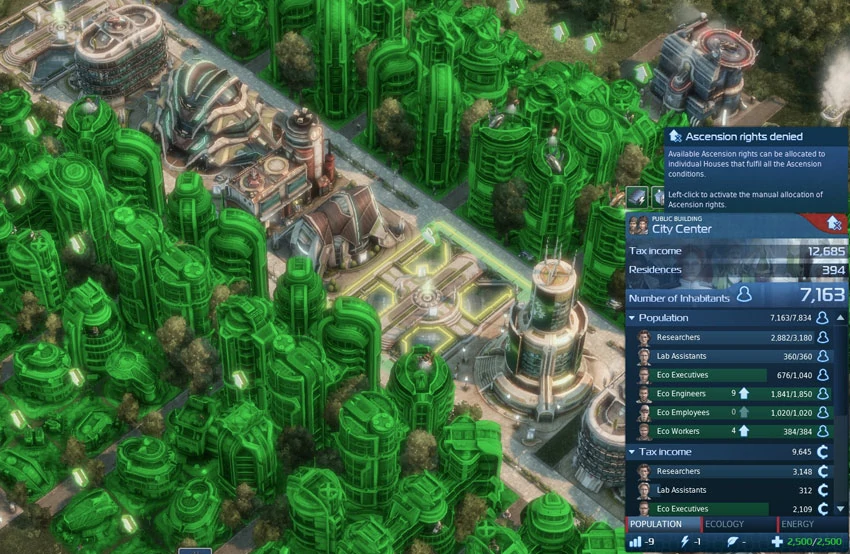 Ascension rights denied
Available Ascension rights can be allocated to
individual Houses that fulfil all the Ascension
conditions.
Left-click to activate the manual allocation of
Ascension rights.
PUBLIC BUILDING
City Center
Tax income 12,685
Residences 394
Number of Inhabitants 7,163
Population 7,163/7,834
Researchers 2,882/3,180
Lab Assistants 360/360
Eco Executives 676/1,040
Eco Engineers 9 1,841/1,850
Eco Employees 0 1,020/1,020
Eco Workers 4 384/384
Tax income 9,645
Researchers 3,148
Lab Assistants 312
Eco Executives 2,109
POPULATION ECOLOGY ENERGY
-9 -1 - 2,500/2,500